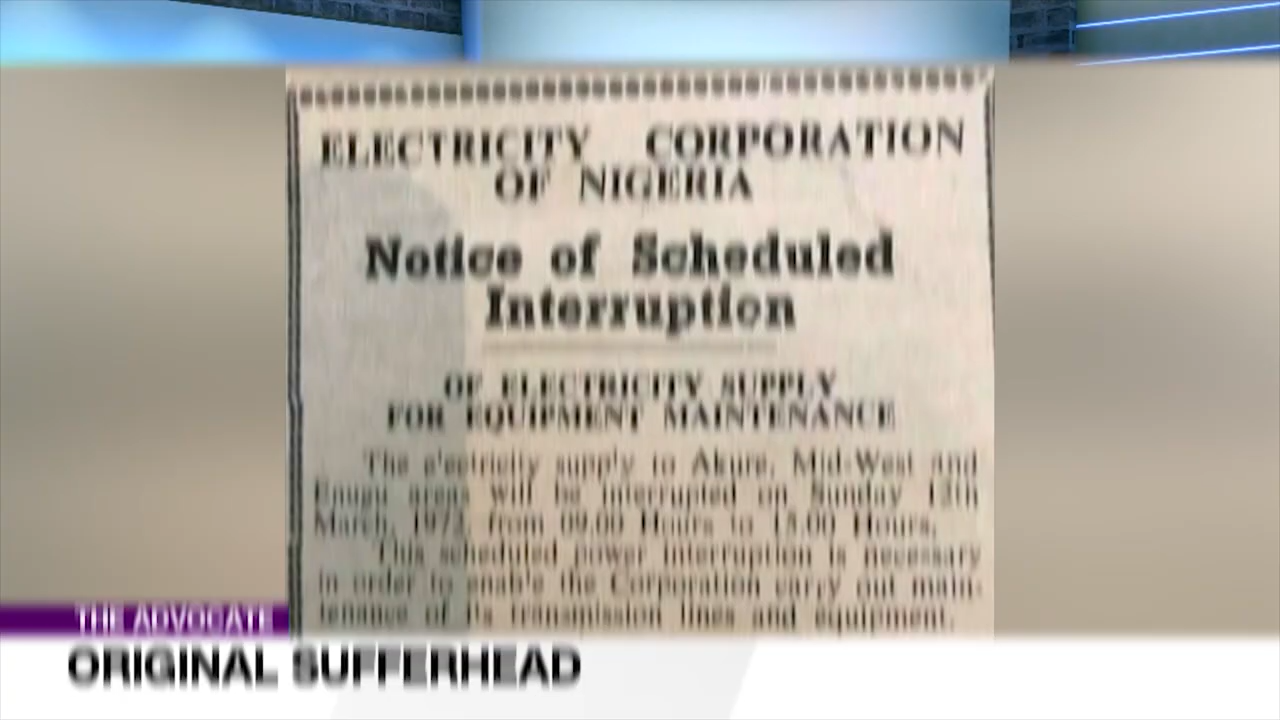 ELECTRICITY CORPORATION
OF NIGERIA
Notice of Scheduled
Interruption
OF ELECTRICITY SUPPLY
FOR EQUIPMENT MAINTENANCE
The electricity supply to Akure, Mid-West and
Enugu areas will be interrupted on Sunday 12th
March, 1972 from 09.00 Hours to 15.00 Hours.
This scheduled power interruption is necessary
in order to enable the Corporation carry out main-
tenance of its transmission lines and equipment.
THE ADVOCATE
ORIGINAL SUFFERHEAD